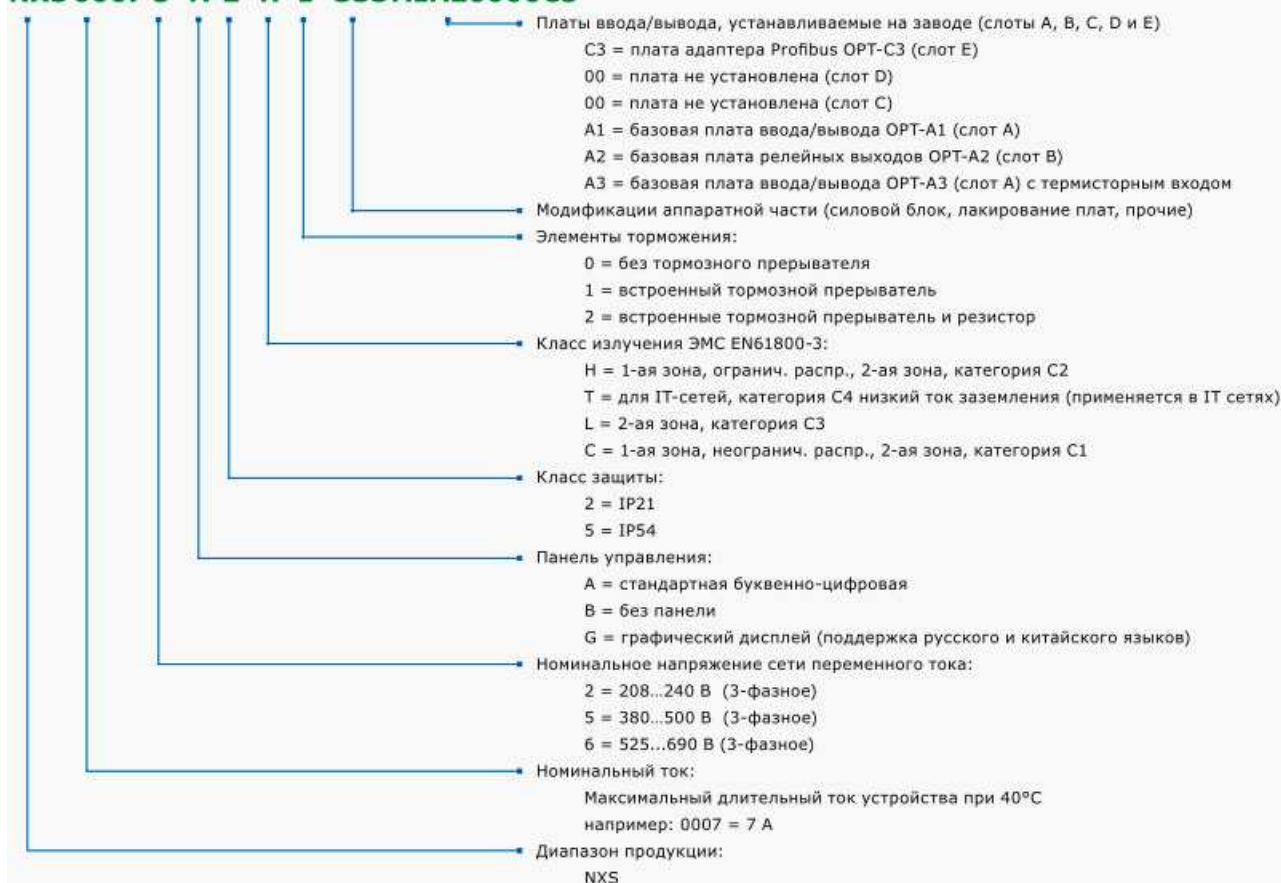 Платы ввода/вывода, устанавливаемые на заводе (слоты A, B, C, D и E)
C3 = плата адаптера Profibus OPT-C3 (слот E)
00 = плата не установлена (слот D)
00 = плата не установлена (слот C)
A1 = базовая плата ввода/вывода OPT-A1 (слот A)
A2 = базовая плата релейных выходов OPT-A2 (слот B)
A3 = базовая плата ввода/вывода OPT-A3 (слот A) с термисторным входом
Модификации аппаратной части (силовой блок, лакирование плат, прочие)
Элементы торможения:
0 = без тормозного прерывателя
1 = встроенный тормозной прерыватель
2 = встроенные тормозной прерыватель и резистор
Класс излучения ЭМС EN61800-3:
H = 1-ая зона, огранич. распр., 2-ая зона, категория C2
T = для IT-сетей, категория C4 низкий ток заземления (применяется в IT сетях)
L = 2-ая зона, категория C3
C = 1-ая зона, неогранич. распр., 2-ая зона, категория C1
Класс защиты:
2 = IP21
5 = IP54
Панель управления:
A = стандартная буквенно-цифровая
B = без панели
G = графический дисплей (поддержка русского и китайского языков)
Номинальное напряжение сети переменного тока:
2 = 208...240 В (3-фазное)
5 = 380...500 В (3-фазное)
6 = 525...690 В (3-фазное)
Номинальный ток:
Максимальный длительный ток устройства при 40°C
например: 0007 = 7 А
Диапазон продукции:
NXS